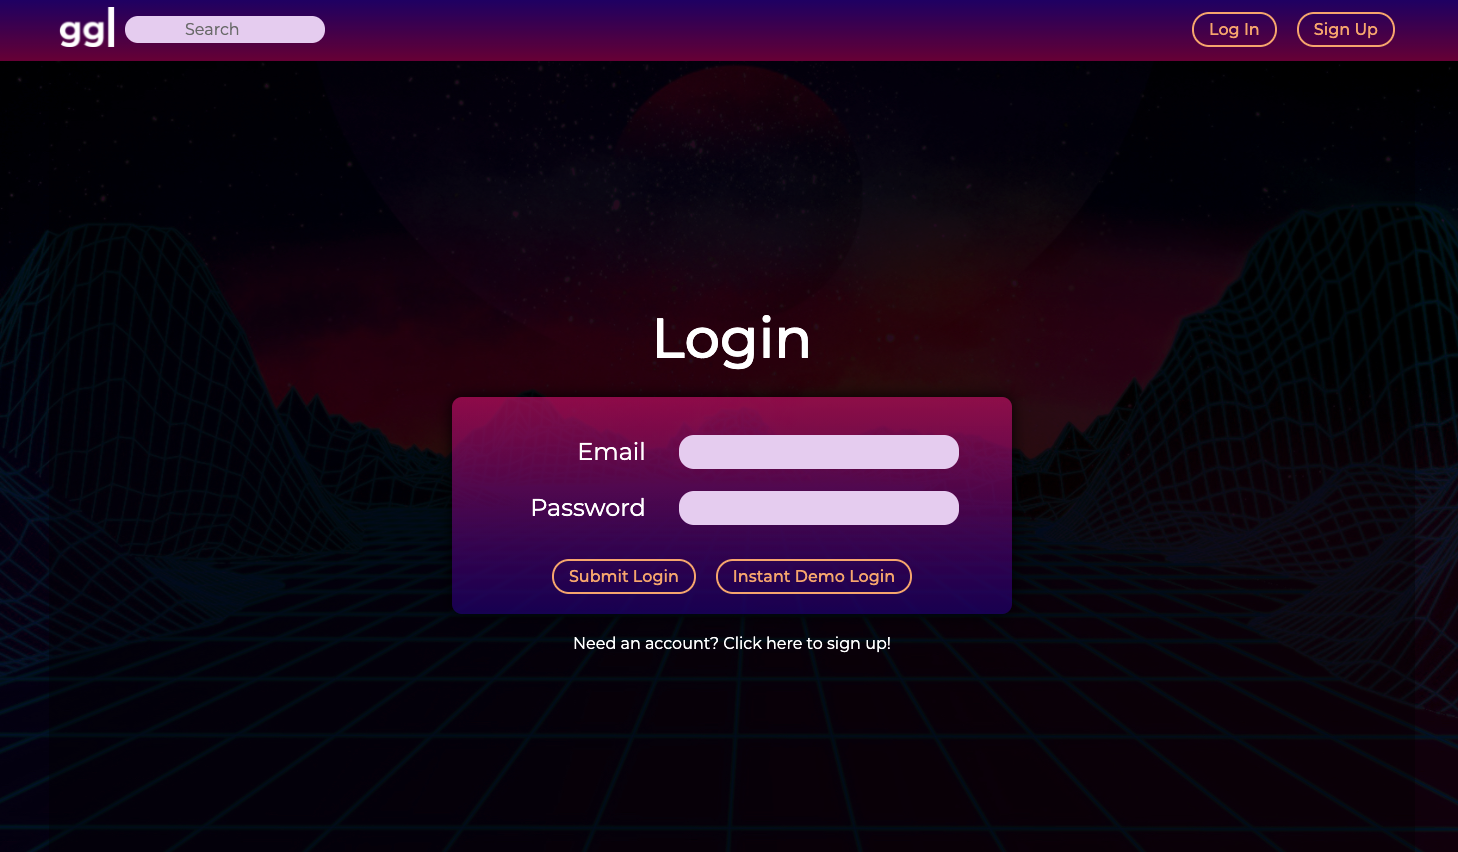 ggl Search Log In Sign Up
Login
Email
Password
Submit Login Instant Demo Login
Need an account? Click here to sign up!